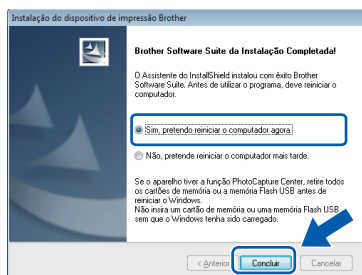 Instalação do dispositivo de impressão Brother
Brother Software Suite da Instalação Completada!
O Assistente do InstallShield instalou com êxito Brother
Software Suite. Antes de utilizar o programa, deve reiniciar o
computador.
Sim, pretendo reiniciar o computador agora.
Não, pretende reiniciar o computador mais tarde.
Se o aparelho tiver a função PhotoCapture Center, retire todos
os cartões de memória ou a memória Flash USB antes de
reiniciar o Windows.
Não insira um cartão de memória ou uma memória Flash USB
sem que o Windows tenha sido carregado.
< Anterior Concluir Cancelar